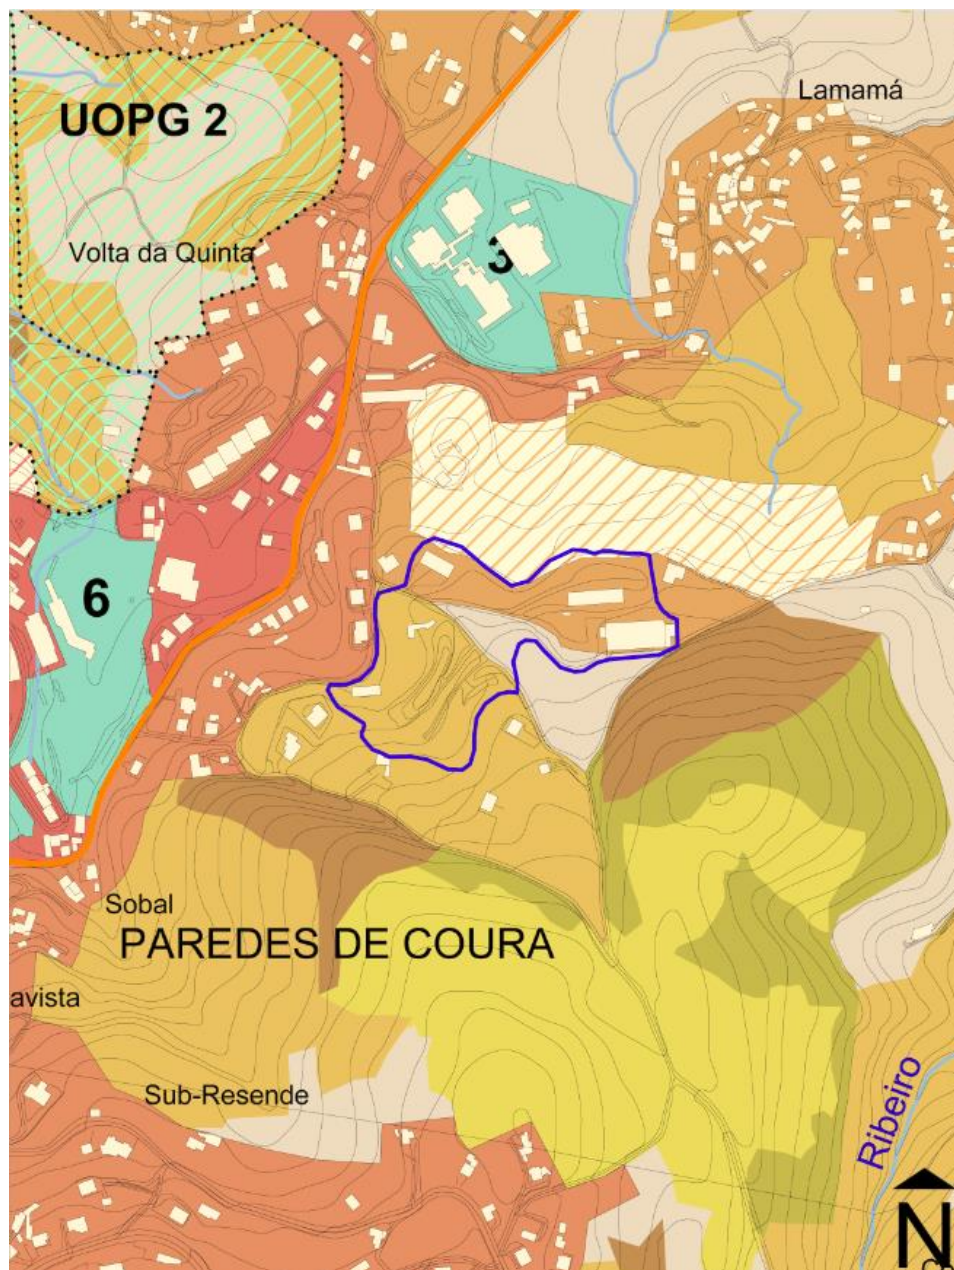 Lamamá
UOPG 2
Volta da Quinta
3
6
Sobal
PAREDES DE COURA
avista
Sub-Resende
Ribeiro
N